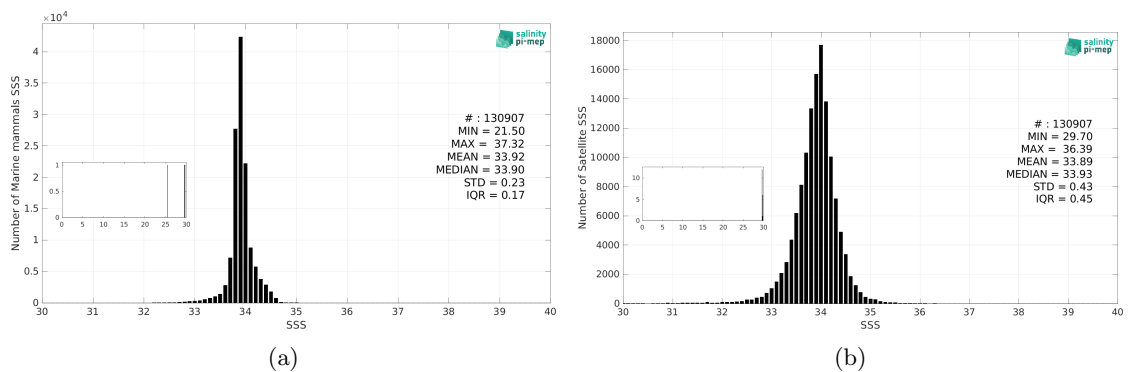 ×10⁴
4
3.5
3
2.5
2
1.5
1
0.5
0
Number of Marine mammals SSS
30 31 32 33 34 35 36 37 38 39 40
SSS
1
0.5
0
0 5 10 15 20 25 30
# : 130907
MIN = 21.50
MAX = 37.32
MEAN = 33.92
MEDIAN = 33.90
STD = 0.23
IQR = 0.17
salinity
pi-mep
(a)
18000
16000
14000
12000
10000
8000
6000
4000
2000
0
Number of Satellite SSS
30 31 32 33 34 35 36 37 38 39 40
SSS
10
5
0
0 5 10 15 20 25 30
# : 130907
MIN = 29.70
MAX = 36.39
MEAN = 33.89
MEDIAN = 33.93
STD = 0.43
IQR = 0.45
salinity
pi-mep
(b)